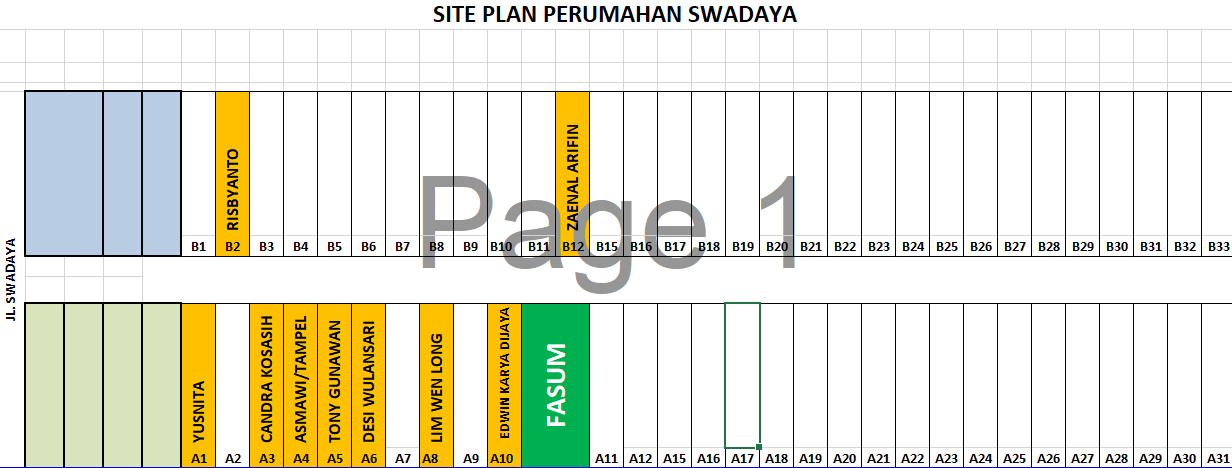 SITE PLAN PERUMAHAN SWADAYA
JL. SWADAYA
RISBYANTO
ZAENAL ARIFIN
Page 1
B1 B2 B3 B4 B5 B6 B7 B8 B9 B10 B11 B12 B15 B16 B17 B18 B19 B20 B21 B22 B23 B24 B25 B26 B27 B28 B29 B30 B31 B32 B33
YUSNITA
CANDRA KOSASIH
ASMAWI/TAMPEL
TONY GUNAWAN
DESI WULANSARI
LIM WEN LONG
EDWIN KARYA DIJAYA
FASUM
A1 A2 A3 A4 A5 A6 A7 A8 A9 A10 A11 A12 A15 A16 A17 A18 A19 A20 A21 A22 A23 A24 A25 A26 A27 A28 A29 A30 A31